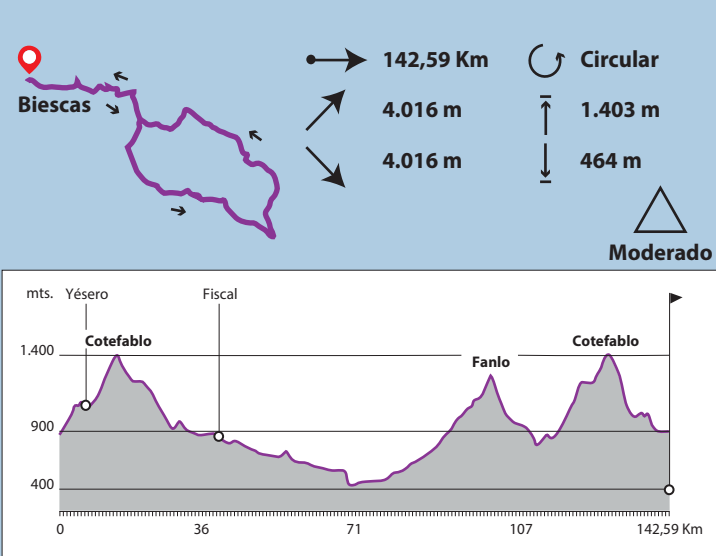 Biescas
142,59 Km
Circular
4.016 m
1.403 m
4.016 m
464 m
Moderado
mts.
Yésero
Fiscal
Cotefablo
Cotefablo
Fanlo
1.400
900
400
0
36
71
107
142,59 Km